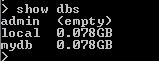 > show dbs
admin  (empty)
local  0.078GB
mydb   0.078GB
>